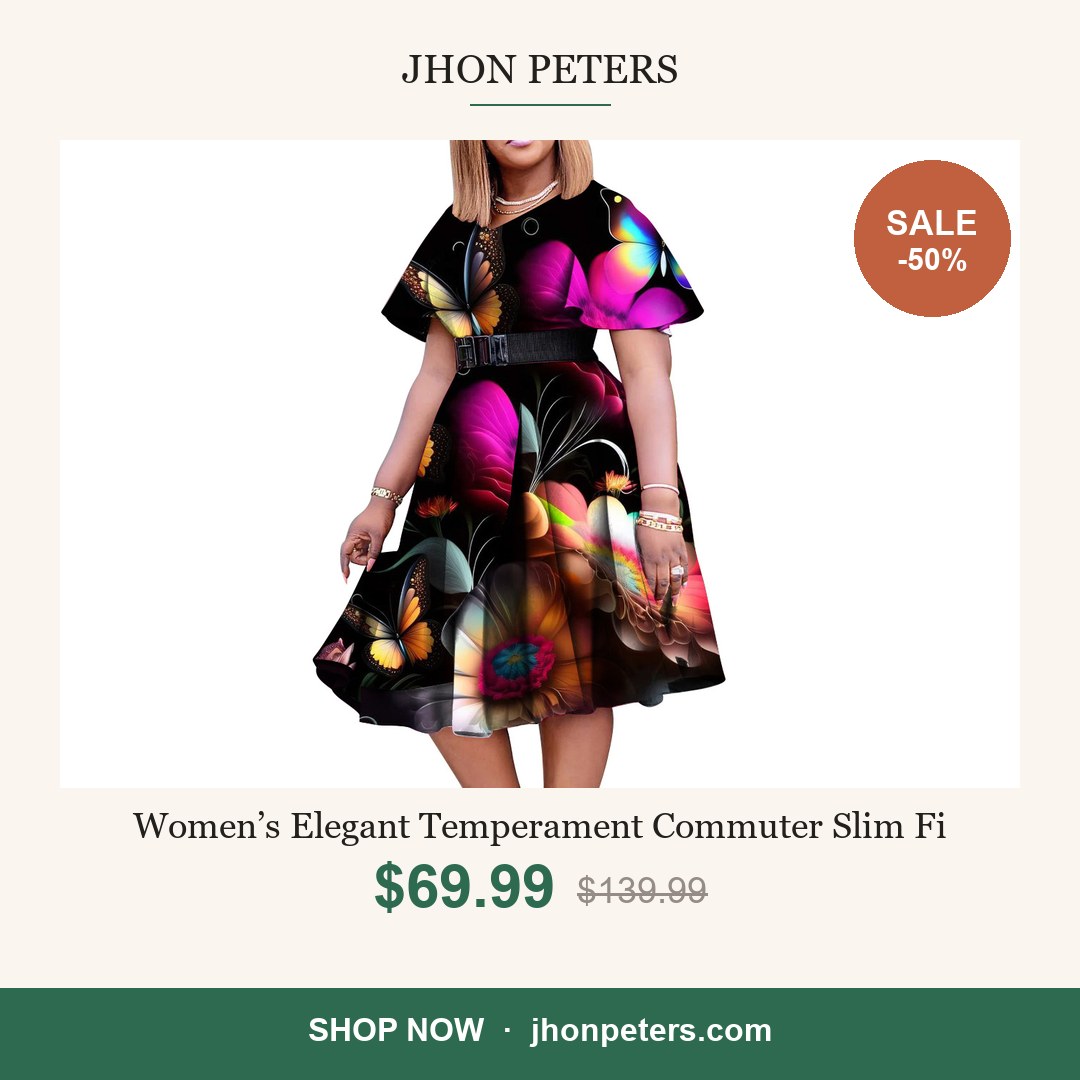 JHON PETERS
SALE
-50%
Women’s Elegant Temperament Commuter Slim Fi
$69.99 $139.99
SHOP NOW · jhonpeters.com